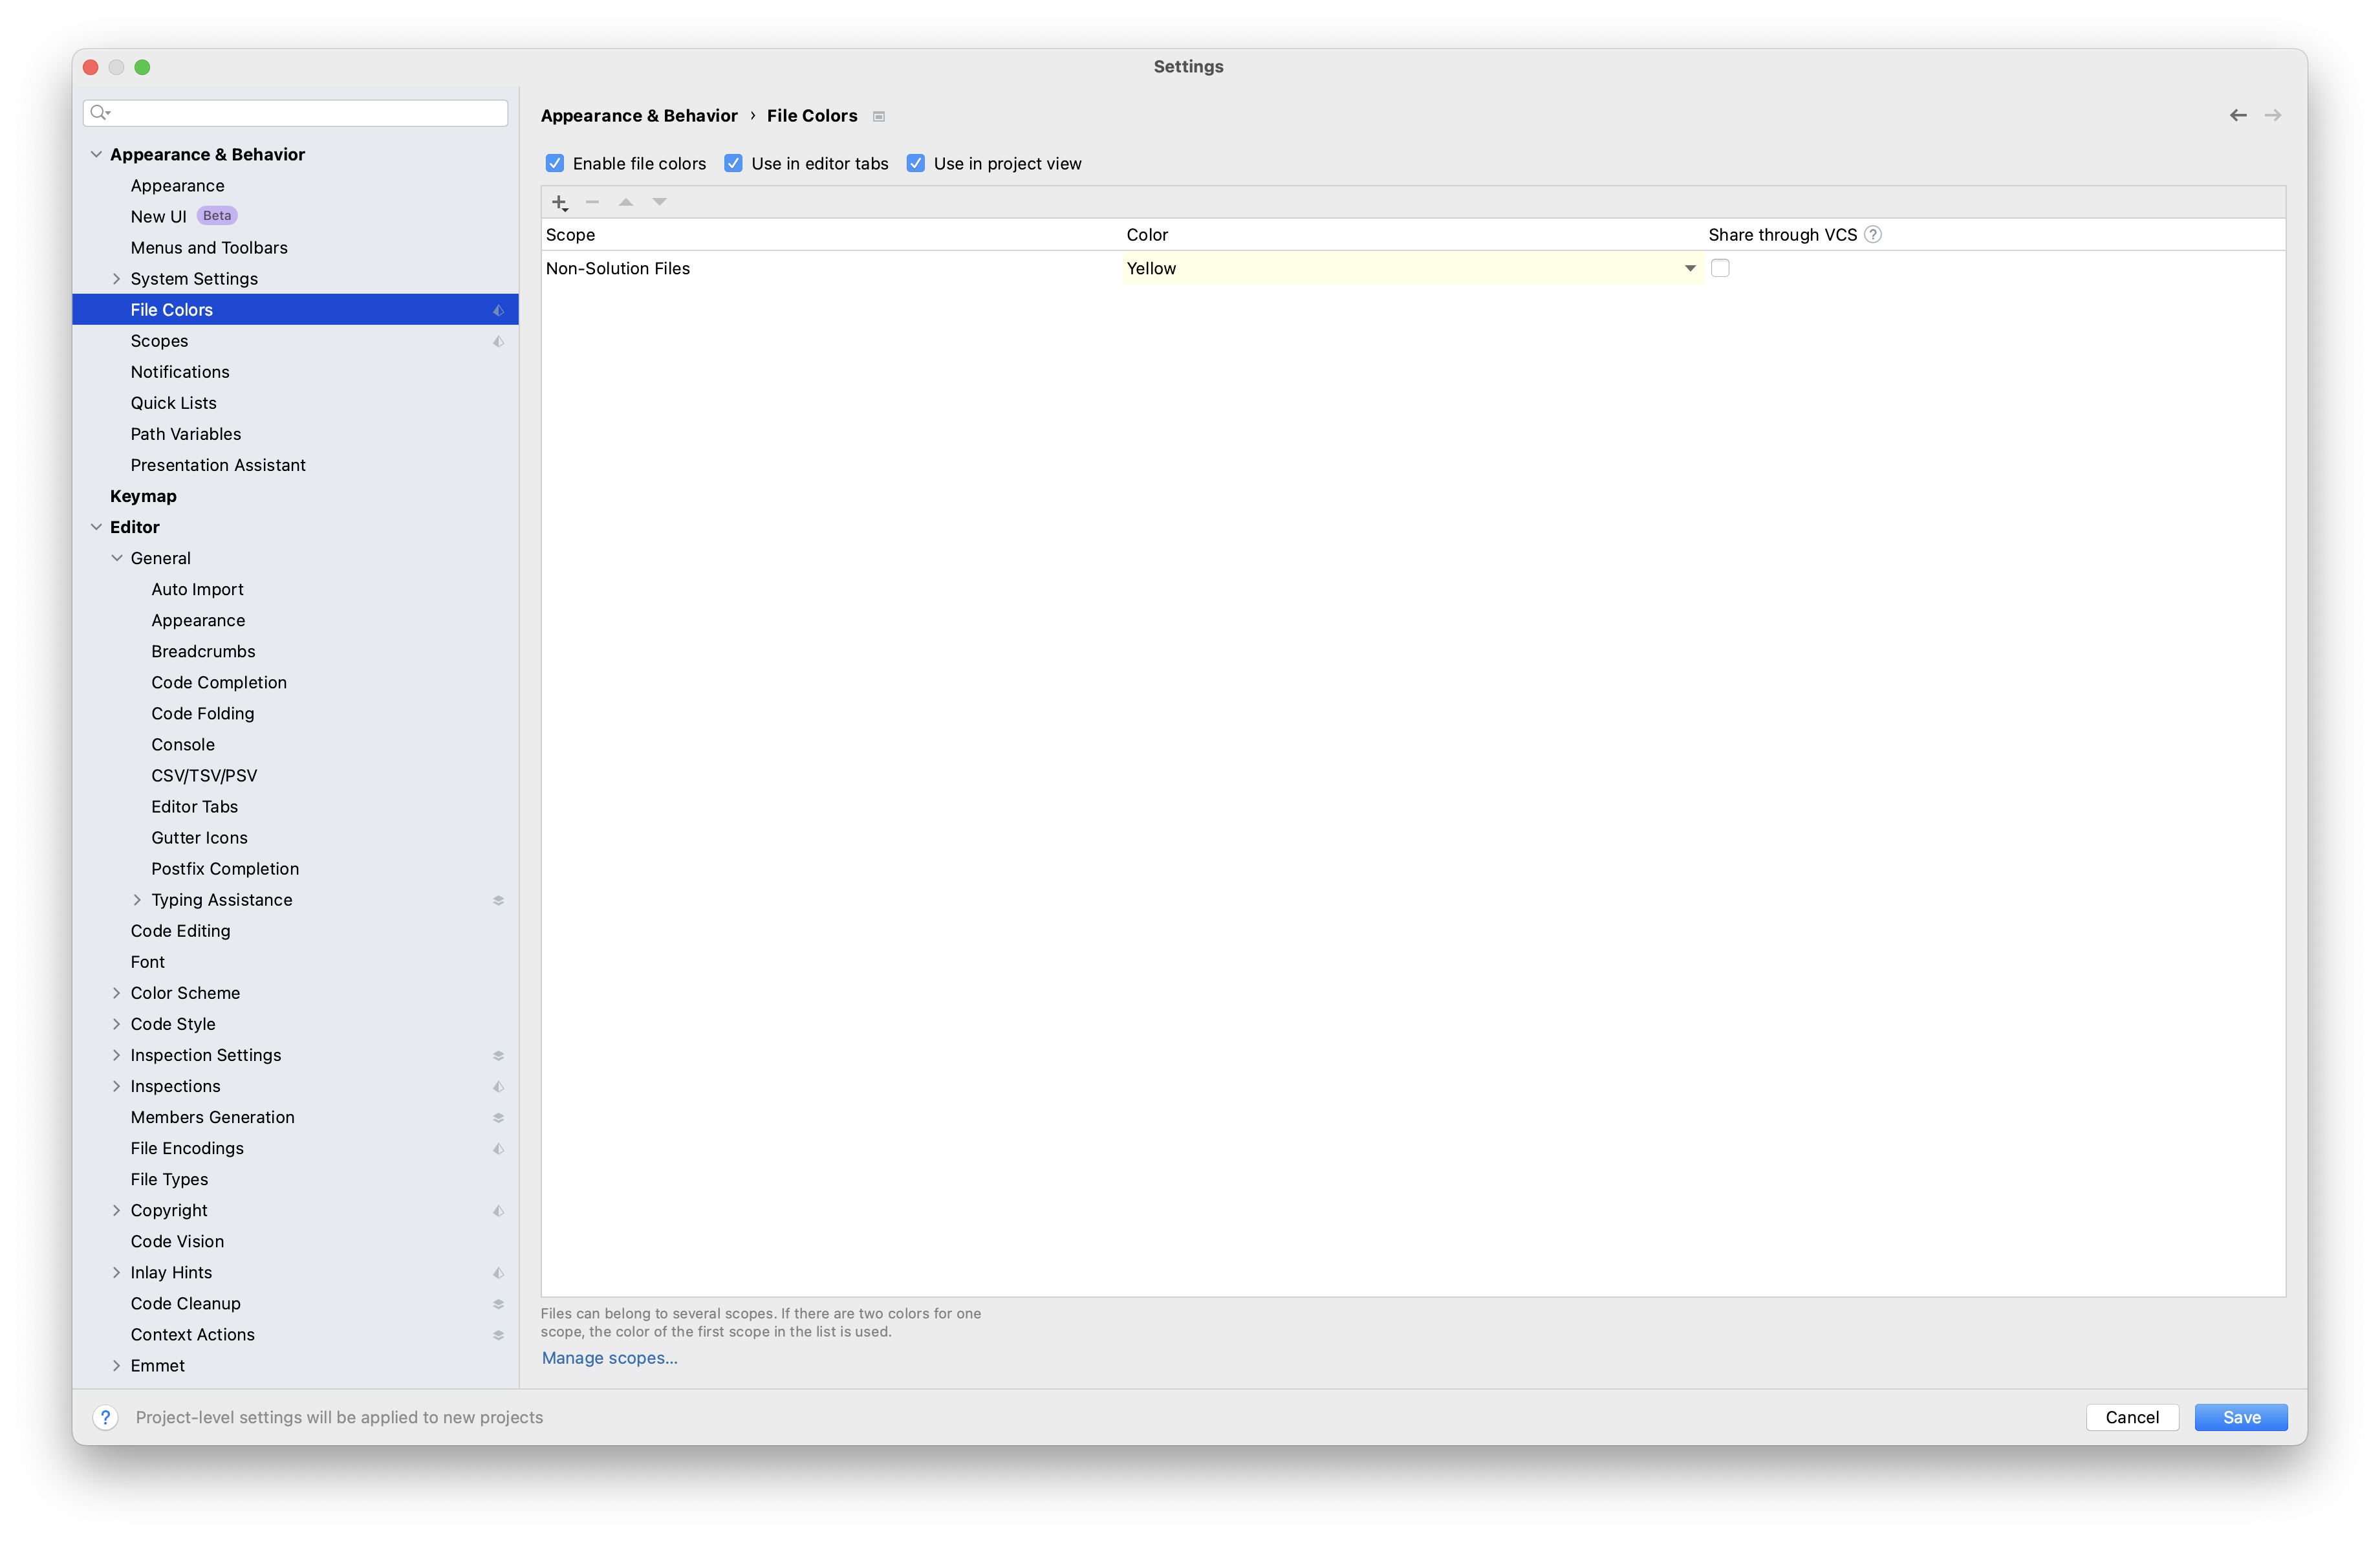 Settings
Appearance & Behavior
Appearance
New UI Beta
Menus and Toolbars
System Settings
File Colors
Scopes
Notifications
Quick Lists
Path Variables
Presentation Assistant
Keymap
Editor
General
Auto Import
Appearance
Breadcrumbs
Code Completion
Code Folding
Console
CSV/TSV/PSV
Editor Tabs
Gutter Icons
Postfix Completion
Typing Assistance
Code Editing
Font
Color Scheme
Code Style
Inspection Settings
Inspections
Members Generation
File Encodings
File Types
Copyright
Code Vision
Inlay Hints
Code Cleanup
Context Actions
Emmet
Appearance & Behavior › File Colors
Enable file colors Use in editor tabs Use in project view
Scope Color Share through VCS ?
Non-Solution Files Yellow
Files can belong to several scopes. If there are two colors for one
scope, the color of the first scope in the list is used.
Manage scopes...
? Project-level settings will be applied to new projects
Cancel Save